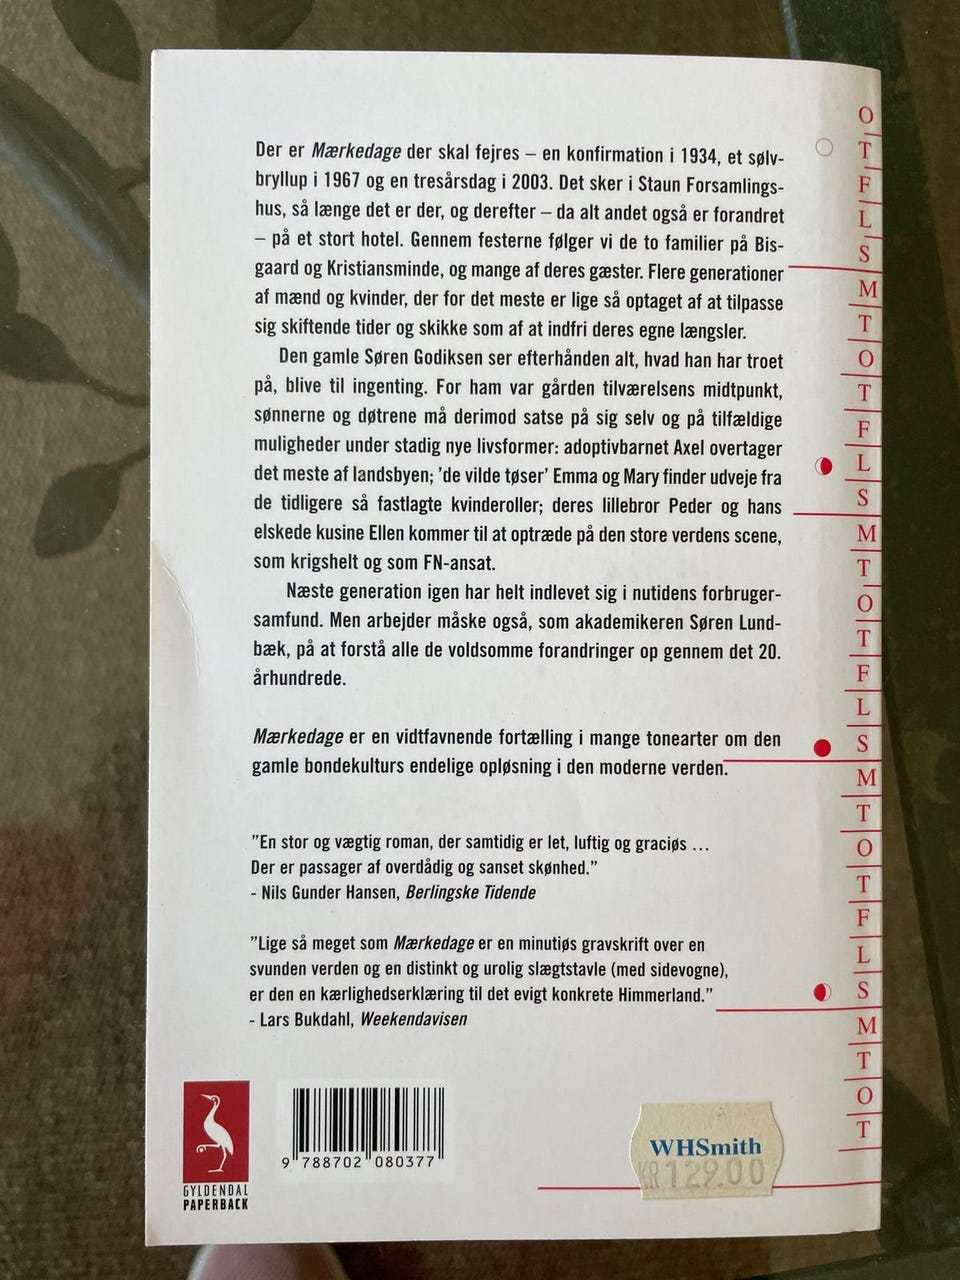 Der er Mærkedage der skal fejres – en konfirmation i 1934, et sølv-
bryllup i 1967 og en tresårsdag i 2003. Det sker i Staun Forsamlings-
hus, så længe det er der, og derefter – da alt andet også er forandret
– på et stort hotel. Gennem festerne følger vi de to familier på Bis-
gaard og Kristiansminde, og mange af deres gæster. Flere generationer
af mænd og kvinder, der for det meste er lige så optaget af at tilpasse
sig skiftende tider og skikke som af at indfri deres egne længsler.
Den gamle Søren Godiksen ser efterhånden alt, hvad han har troet
på, blive til ingenting. For ham var gården tilværelsens midtpunkt,
sønnerne og døtrene må derimod satse på sig selv og på tilfældige
muligheder under stadig nye livsformer: adoptivbarnet Axel overtager
det meste af landsbyen; 'de vilde tøser' Emma og Mary finder udveje fra
de tidligere så fastlagte kvinderoller; deres lillebror Peder og hans
elskede kusine Ellen kommer til at optræde på den store verdens scene,
som krigshelt og som FN-ansat.
Næste generation igen har helt indlevet sig i nutidens forbruger-
samfund. Men arbejder måske også, som akademikeren Søren Lund-
bæk, på at forstå alle de voldsomme forandringer op gennem det 20.
århundrede.
Mærkedage er en vidtfavnende fortælling i mange tonearter om den
gamle bondekulturs endelige opløsning i den moderne verden.
"En stor og vægtig roman, der samtidig er let, luftig og graciøs ...
Der er passager af overdådig og sanset skønhed."
- Nils Gunder Hansen, Berlingske Tidende
"Lige så meget som Mærkedage er en minutiøs gravskrift over en
svunden verden og en distinkt og urolig slægtstavle (med sidevogne),
er den en kærlighedserklæring til det evigt konkrete Himmerland."
- Lars Bukdahl, Weekendavisen
GYLDENDAL
PAPERBACK
9 788702 080377
WHSmith
KR129.00
O
T
F
L
S
M
T
O
T
F
L
S
M
T
O
T
F
L
S
M
T
O
T
F
L
S
M
T
O
T